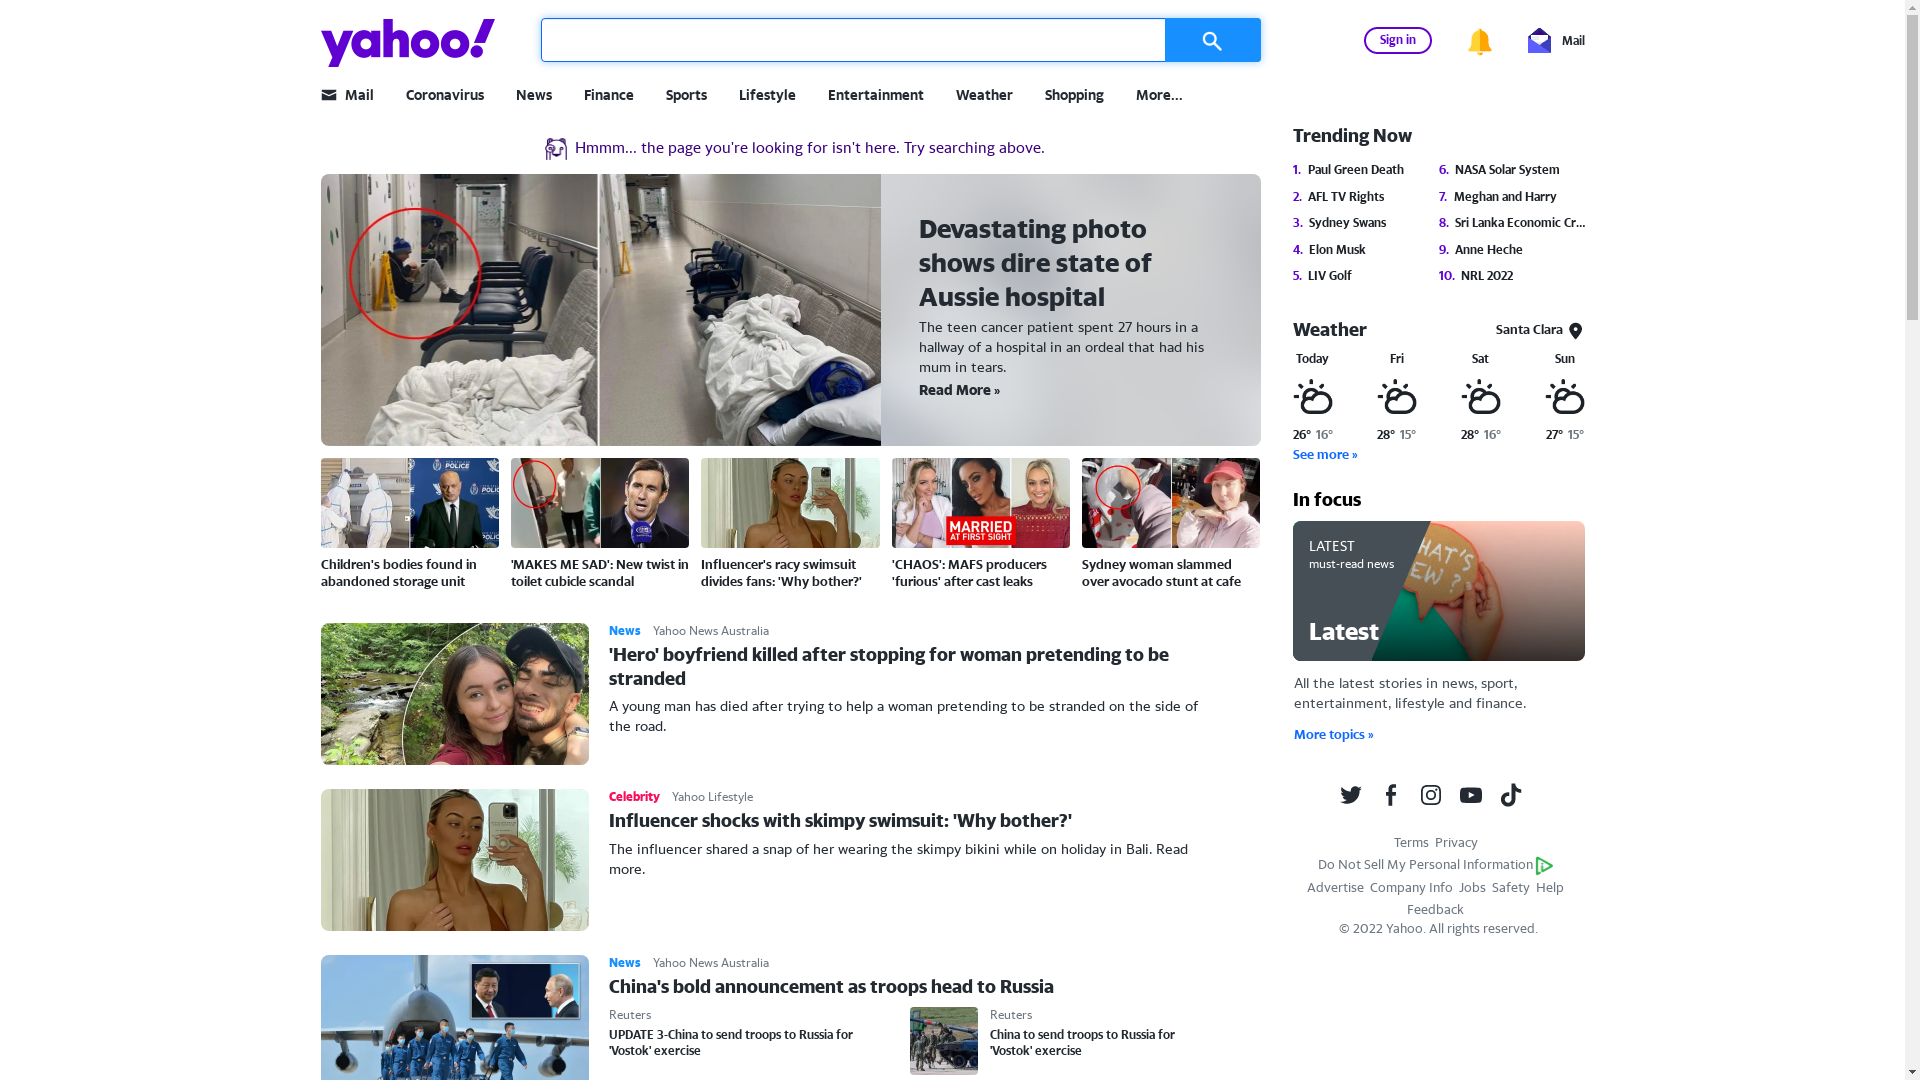 yahoo!
Sign in
Mail
Mail
Coronavirus
News
Finance
Sports
Lifestyle
Entertainment
Weather
Shopping
More...
Hmmm... the page you're looking for isn't here. Try searching above.
Devastating photo
shows dire state of
Aussie hospital
The teen cancer patient spent 27 hours in a
hallway of a hospital in an ordeal that had his
mum in tears.
Read More »
POLICE
MARRIED
AT FIRST SIGHT
Children's bodies found in
abandoned storage unit
'MAKES ME SAD': New twist in
toilet cubicle scandal
Influencer's racy swimsuit
divides fans: 'Why bother?'
'CHAOS': MAFS producers
'furious' after cast leaks
Sydney woman slammed
over avocado stunt at cafe
News Yahoo News Australia
'Hero' boyfriend killed after stopping for woman pretending to be
stranded
A young man has died after trying to help a woman pretending to be stranded on the side of
the road.
Celebrity Yahoo Lifestyle
Influencer shocks with skimpy swimsuit: 'Why bother?'
The influencer shared a snap of her wearing the skimpy bikini while on holiday in Bali. Read
more.
News Yahoo News Australia
China's bold announcement as troops head to Russia
Reuters
UPDATE 3-China to send troops to Russia for
'Vostok' exercise
Reuters
China to send troops to Russia for
'Vostok' exercise
Trending Now
1. Paul Green Death
2. AFL TV Rights
3. Sydney Swans
4. Elon Musk
5. LIV Golf
6. NASA Solar System
7. Meghan and Harry
8. Sri Lanka Economic Cr...
9. Anne Heche
10. NRL 2022
Weather
Santa Clara
Today Fri Sat Sun
26° 16° 28° 15° 28° 16° 27° 15°
See more »
In focus
LATEST
must-read news
Latest
All the latest stories in news, sport,
entertainment, lifestyle and finance.
More topics »
Terms Privacy
Do Not Sell My Personal Information
Advertise Company Info Jobs Safety Help
Feedback
© 2022 Yahoo. All rights reserved.